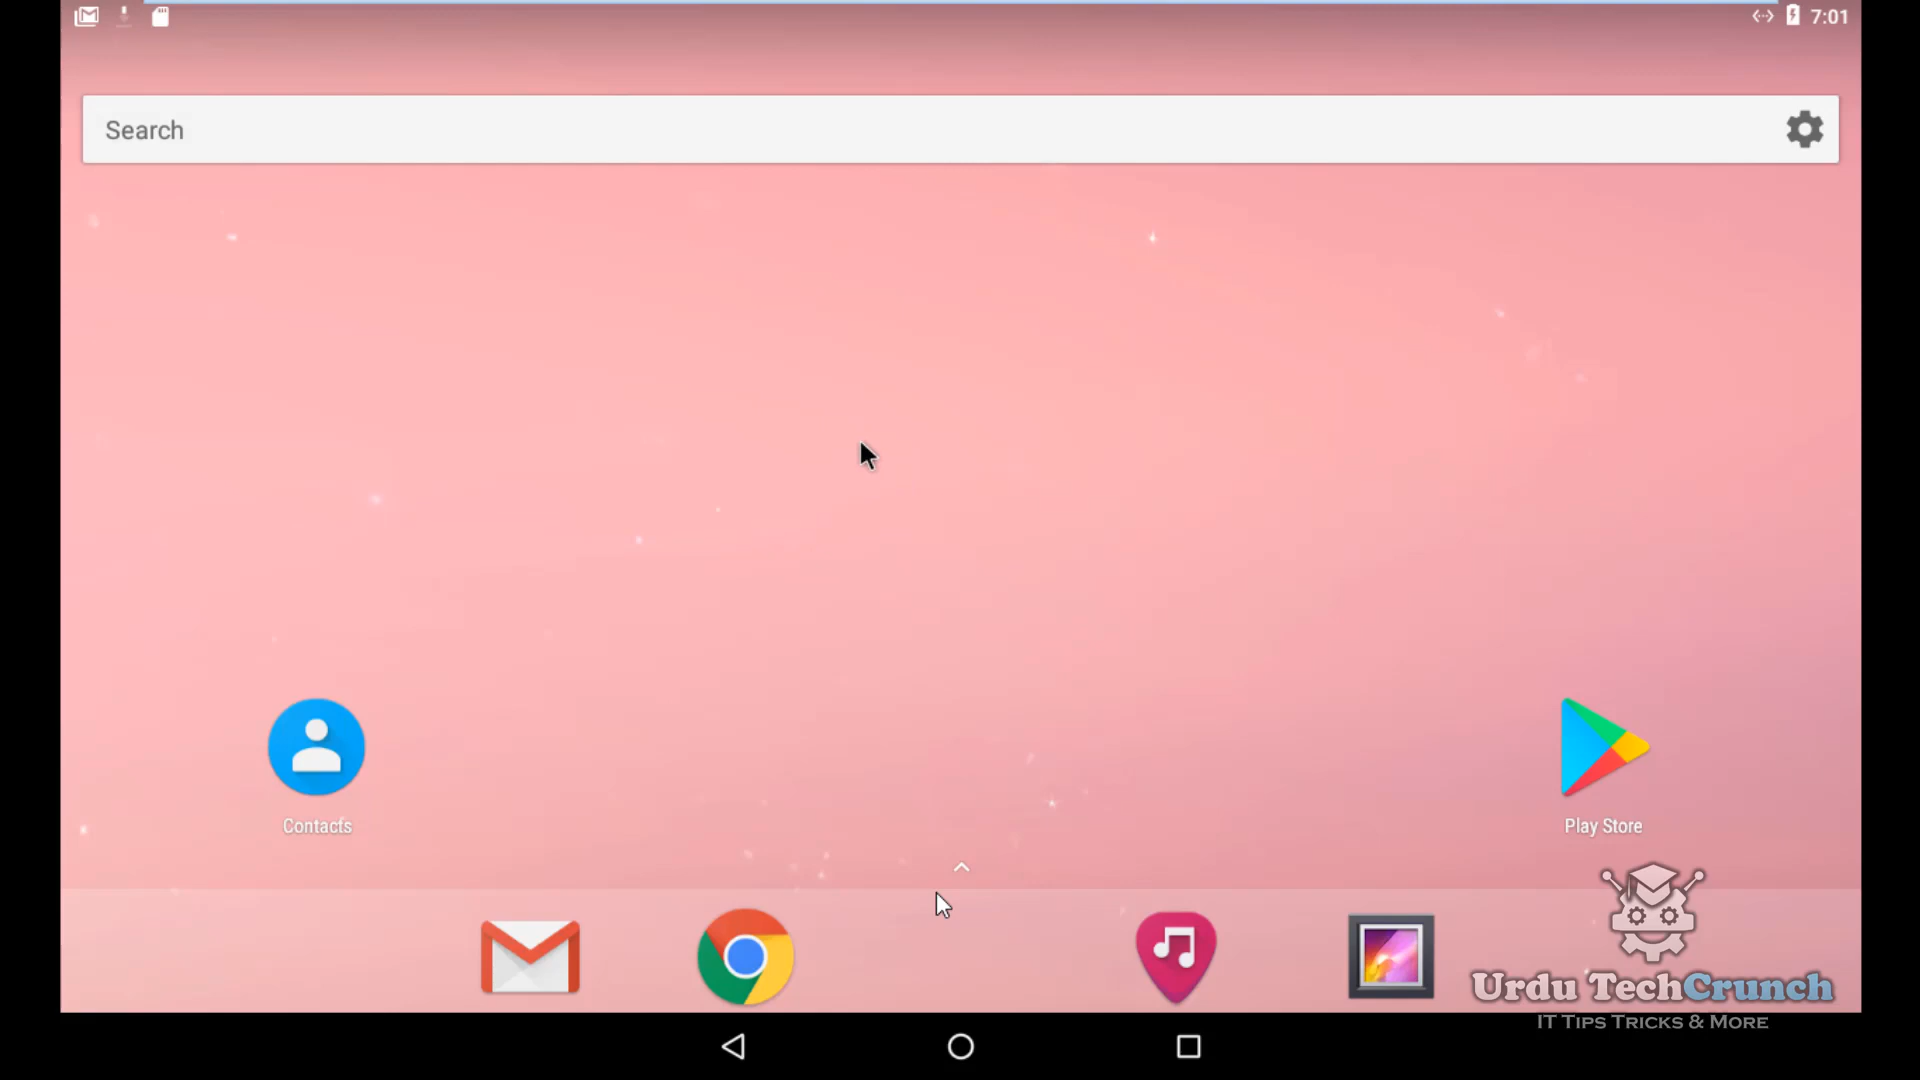 7:01
Search
Contacts
Play Store
Urdu TechCrunch
IT Tips Tricks & More